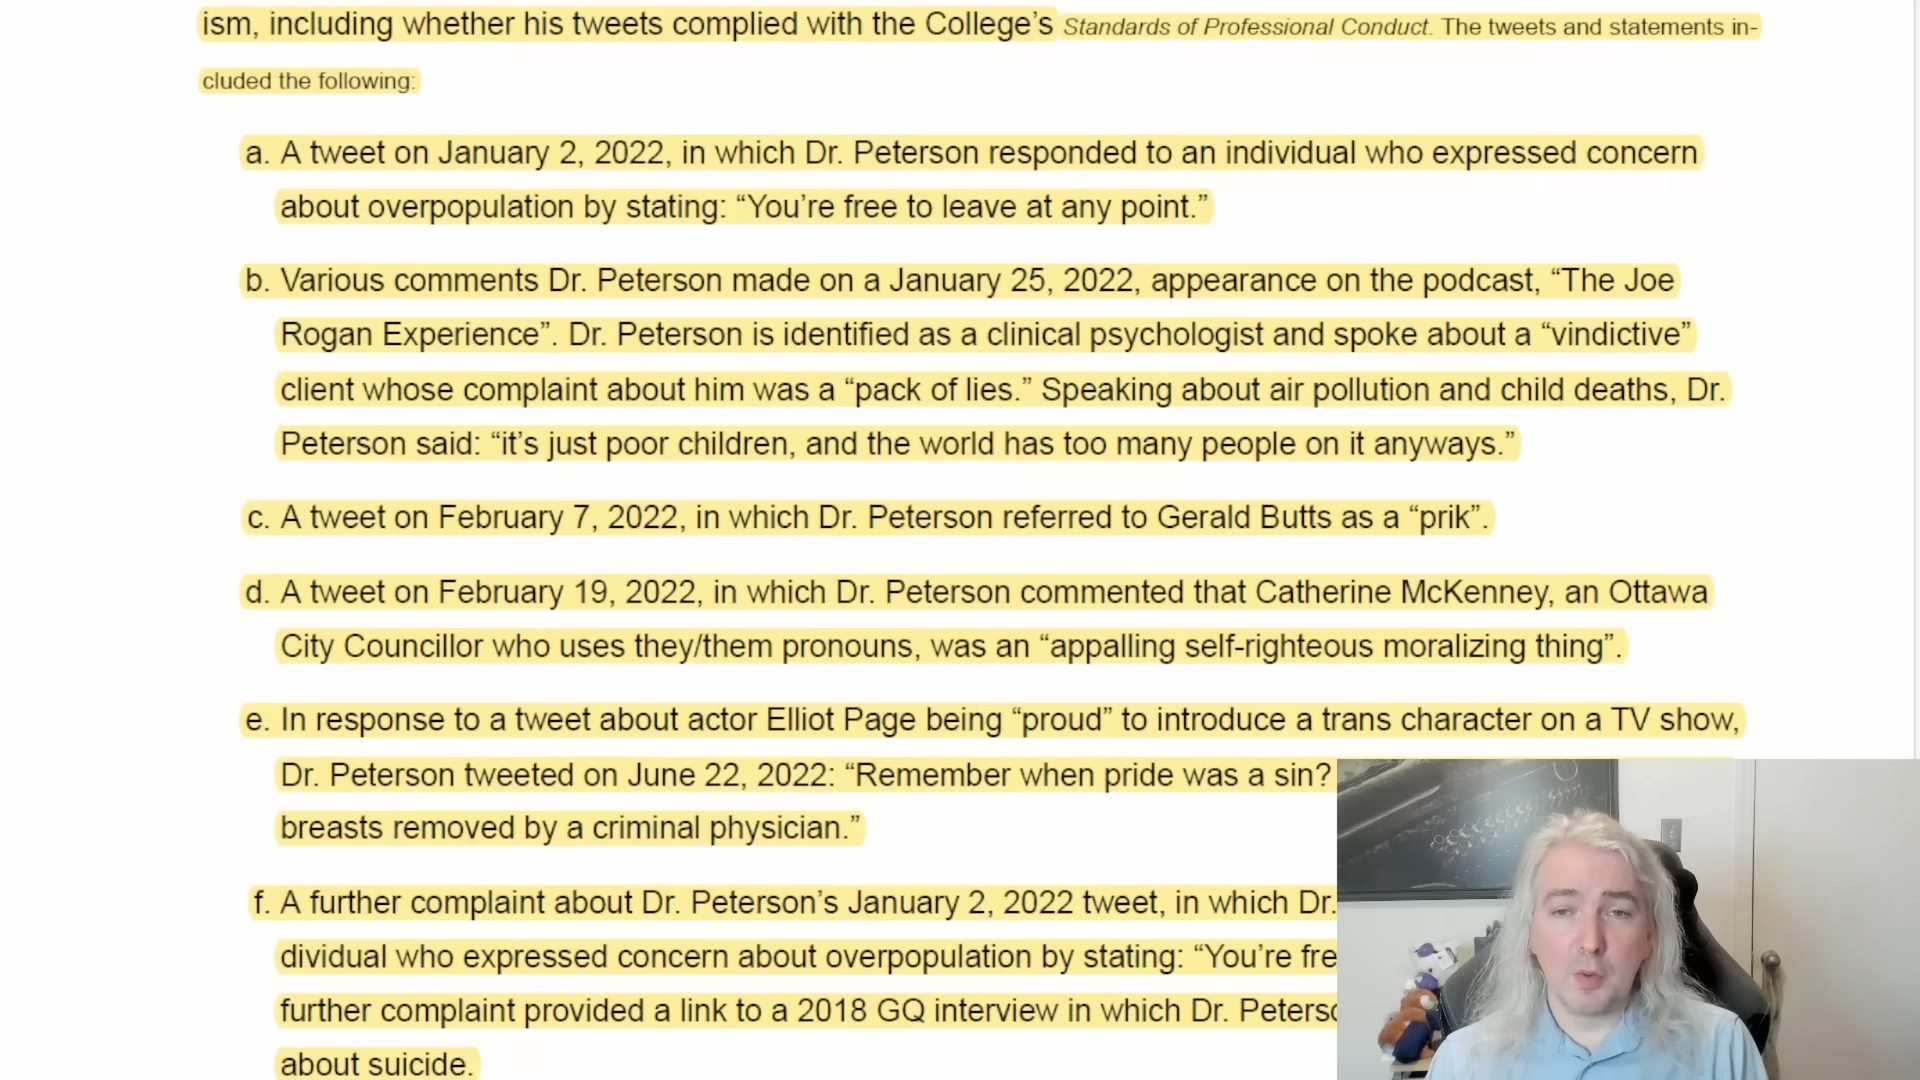 ism, including whether his tweets complied with the College’s Standards of Professional Conduct. The tweets and statements in-
cluded the following:
a. A tweet on January 2, 2022, in which Dr. Peterson responded to an individual who expressed concern
about overpopulation by stating: “You’re free to leave at any point.”
b. Various comments Dr. Peterson made on a January 25, 2022, appearance on the podcast, “The Joe
Rogan Experience”. Dr. Peterson is identified as a clinical psychologist and spoke about a “vindictive”
client whose complaint about him was a “pack of lies.” Speaking about air pollution and child deaths, Dr.
Peterson said: “it’s just poor children, and the world has too many people on it anyways.”
c. A tweet on February 7, 2022, in which Dr. Peterson referred to Gerald Butts as a “prik”.
d. A tweet on February 19, 2022, in which Dr. Peterson commented that Catherine McKenney, an Ottawa
City Councillor who uses they/them pronouns, was an “appalling self-righteous moralizing thing”.
e. In response to a tweet about actor Elliot Page being “proud” to introduce a trans character on a TV show,
Dr. Peterson tweeted on June 22, 2022: “Remember when pride was a sin?
breasts removed by a criminal physician.”
f. A further complaint about Dr. Peterson’s January 2, 2022 tweet, in which Dr.
dividual who expressed concern about overpopulation by stating: “You’re fre
further complaint provided a link to a 2018 GQ interview in which Dr. Peters
about suicide.